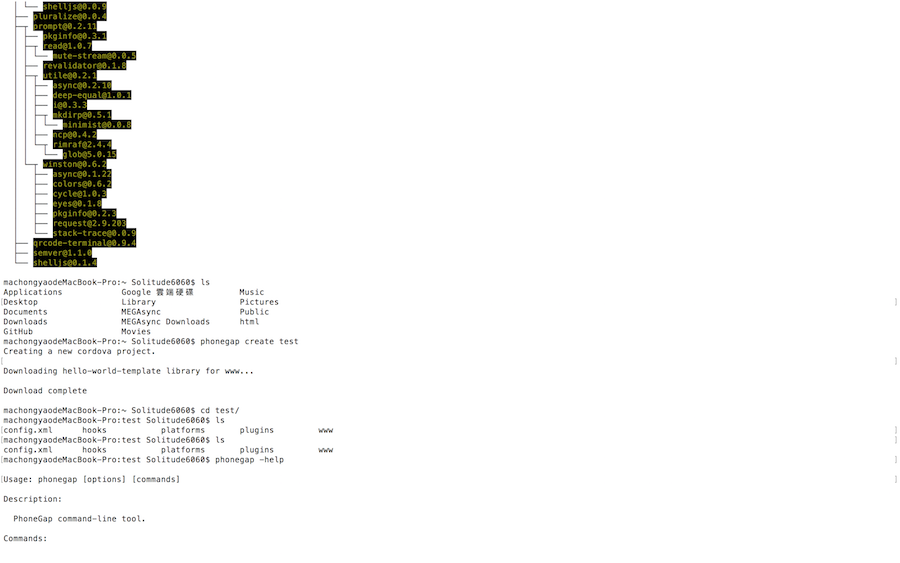 └── shelljs@0.0.9
├── pluralize@0.0.4
├─┬ prompt@0.2.11
│ ├── pkginfo@0.3.1
│ ├─┬ read@1.0.7
│ │ └── mute-stream@0.0.5
│ ├── revalidator@0.1.8
│ ├─┬ utile@0.2.1
│ │ ├── async@0.2.10
│ │ ├── deep-equal@1.0.1
│ │ ├── i@0.3.3
│ │ ├─┬ mkdirp@0.5.1
│ │ │ └── minimist@0.0.8
│ │ ├── ncp@0.4.2
│ │ └─┬ rimraf@2.4.4
│ │   └── glob@5.0.15
│ └─┬ winston@0.6.2
│   ├── async@0.1.22
│   ├── colors@0.6.2
│   ├── cycle@1.0.3
│   ├── eyes@0.1.8
│   ├── pkginfo@0.2.3
│   ├── request@2.9.203
│   └── stack-trace@0.0.9
├── qrcode-terminal@0.9.4
├── semver@1.1.0
└── shelljs@0.1.4
machongyaodeMacBook-Pro:~ Solitude6060$ ls
Applications Google 雲端硬碟 Music
Desktop Library Pictures
Documents MEGAsync Public
Downloads MEGAsync Downloads html
GitHub Movies
machongyaodeMacBook-Pro:~ Solitude6060$ phonegap create test
Creating a new cordova project.
Downloading hello-world-template library for www...
Download complete
machongyaodeMacBook-Pro:~ Solitude6060$ cd test/
machongyaodeMacBook-Pro:test Solitude6060$ ls
config.xml hooks platforms plugins www
machongyaodeMacBook-Pro:test Solitude6060$ ls
config.xml hooks platforms plugins www
machongyaodeMacBook-Pro:test Solitude6060$ phonegap -help
Usage: phonegap [options] [commands]
Description:
PhoneGap command-line tool.
Commands: